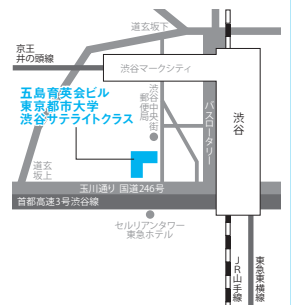 道玄坂下
京王
井の頭線
渋谷マークシティ
五島育英会ビル
東京都市大学
渋谷サテライトクラス
渋谷中央街
郵便局
バスロータリー
渋谷
道玄
坂上
玉川通り 国道246号
首都高速3号渋谷線
セルリアンタワー
東急ホテル
JR山手線
東急東横線